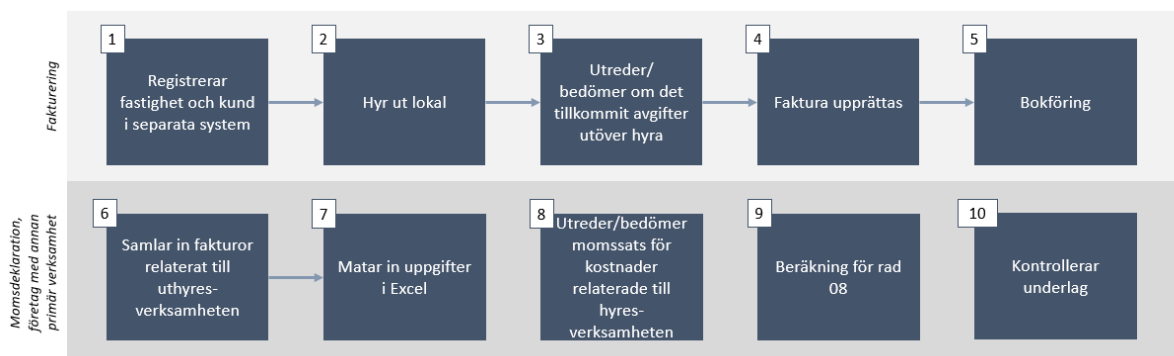 Fakturering
1
Registrerar
fastighet och kund
i separata system
2
Hyr ut lokal
3
Utreder/
bedömer om det
tillkommit avgifter
utöver hyra
4
Faktura upprättas
5
Bokföring
Momsdeklaration,
företag med annan
primär verksamhet
6
Samlar in fakturor
relaterat till
uthyres-
verksamheten
7
Matar in uppgifter
i Excel
8
Utreder/bedömer
momssats för
kostnader
relaterade till
hyres-
verksamheten
9
Beräkning för rad
08
10
Kontrollerar
underlag